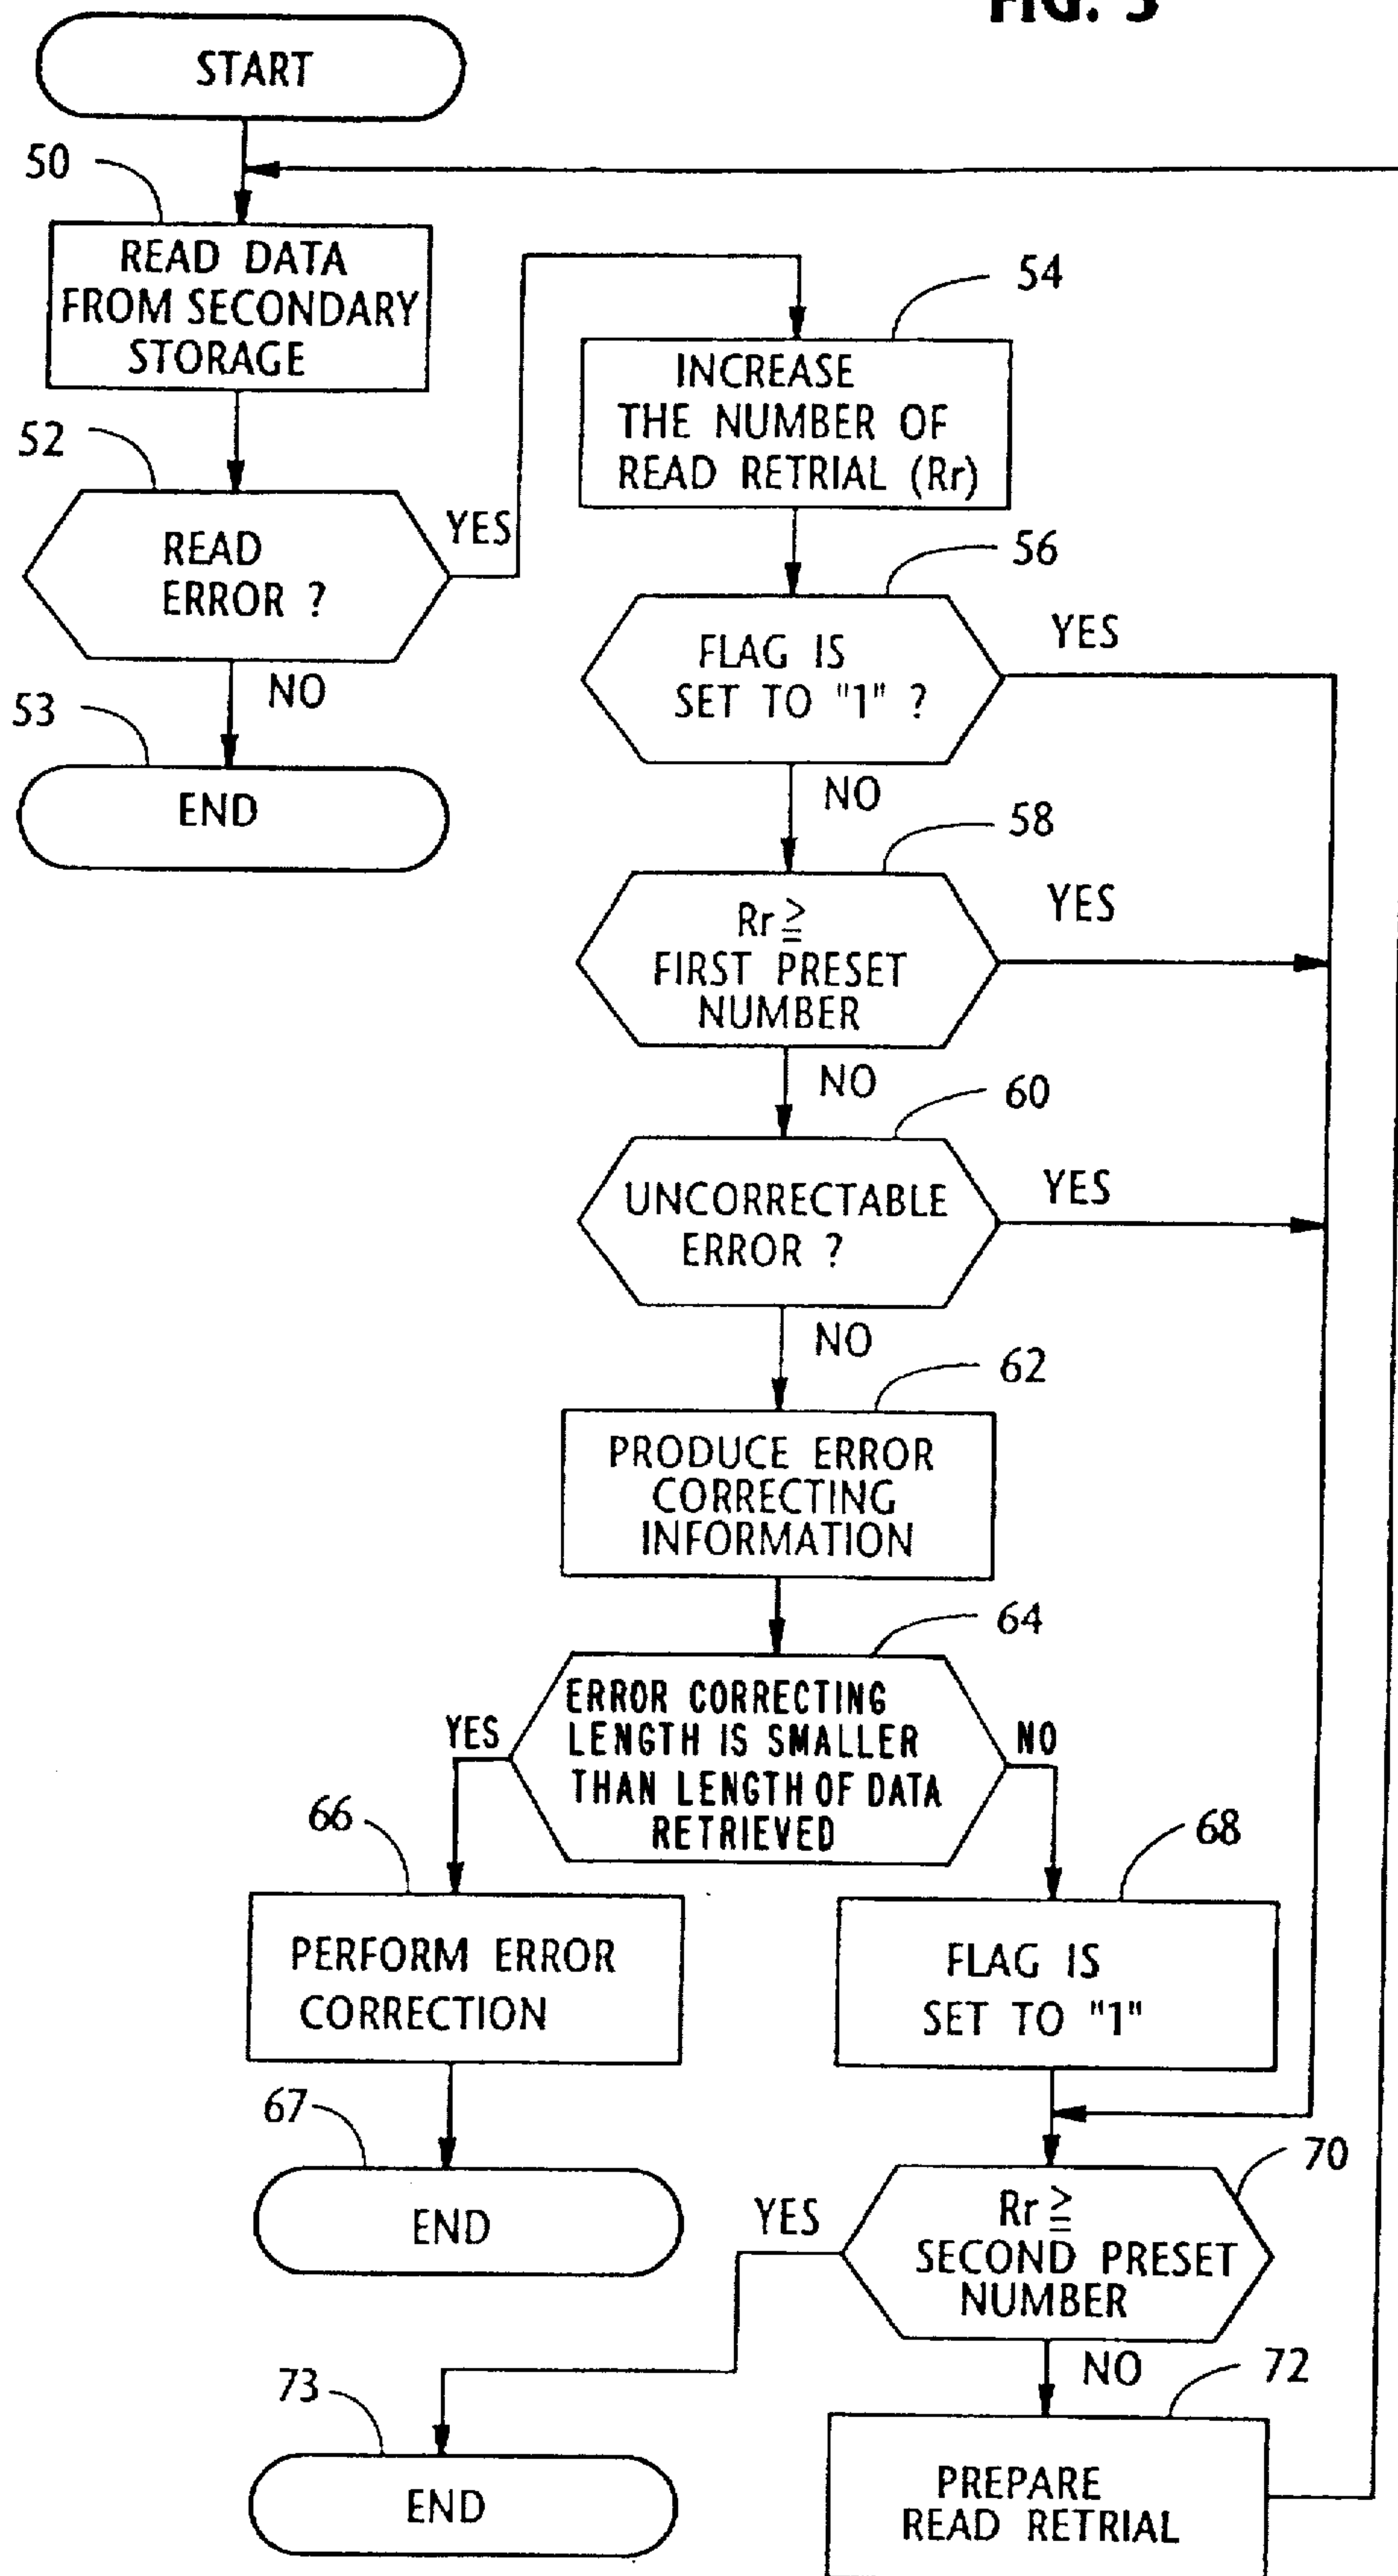 FIG. 3
START
50
READ DATA
FROM SECONDARY
STORAGE
52
READ
ERROR ?
YES
NO
53
END
54
INCREASE
THE NUMBER OF
READ RETRIAL (Rr)
56
FLAG IS
SET TO "1" ?
YES
NO
58
Rr ≧
FIRST PRESET
NUMBER
YES
NO
60
UNCORRECTABLE
ERROR ?
YES
NO
62
PRODUCE ERROR
CORRECTING
INFORMATION
64
ERROR CORRECTING
LENGTH IS SMALLER
THAN LENGTH OF DATA
RETRIEVED
YES
NO
66
PERFORM ERROR
CORRECTION
67
END
68
FLAG IS
SET TO "1"
70
Rr ≧
SECOND PRESET
NUMBER
YES
NO
73
END
72
PREPARE
READ RETRIAL